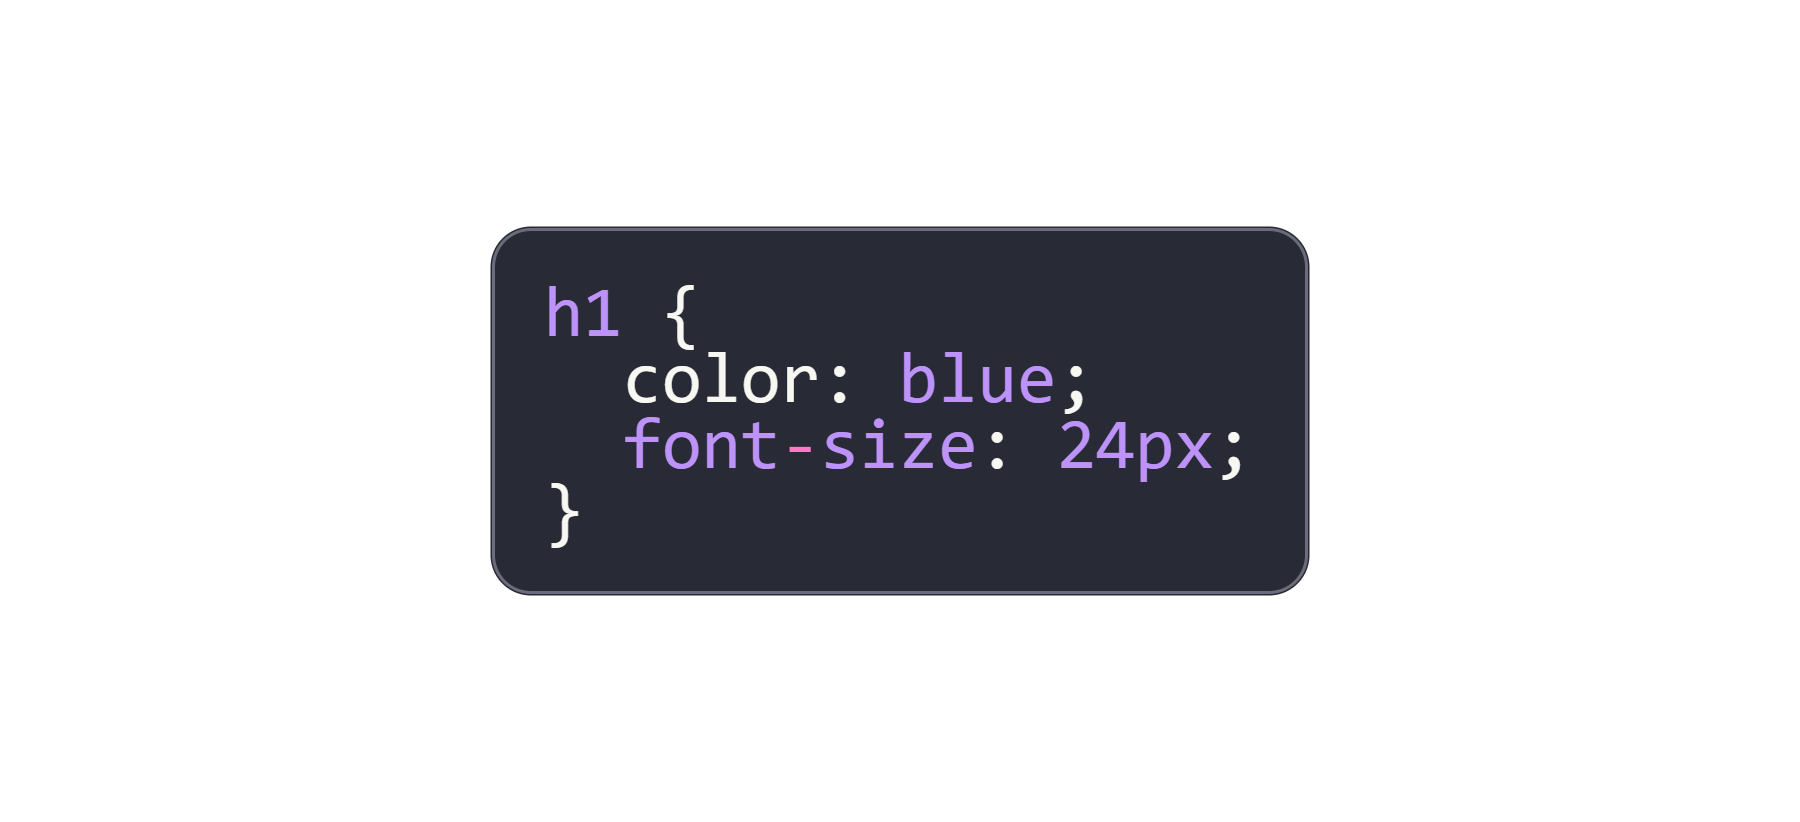 h1 {
  color: blue;
  font-size: 24px;
}